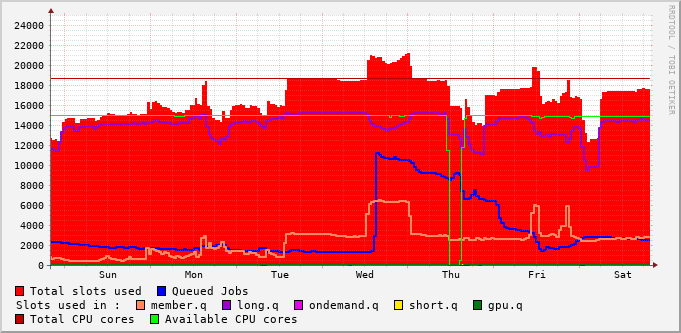 24000
22000
20000
18000
16000
14000
12000
10000
8000
6000
4000
2000
0
Sun Mon Tue Wed Thu Fri Sat
RRDTOOL / TOBI OETIKER
Total slots used Queued Jobs
Slots used in : member.q long.q ondemand.q short.q gpu.q
Total CPU cores Available CPU cores